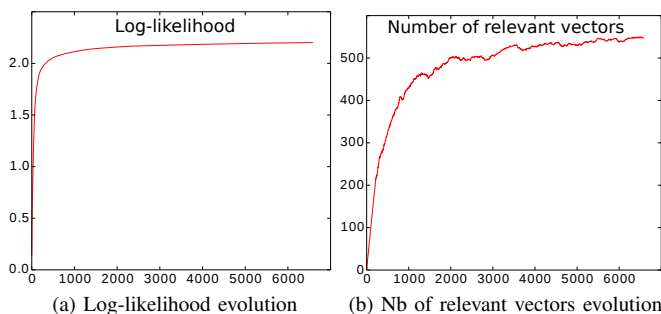 Log-likelihood
2.0
1.5
1.0
0.5
0.0
0 1000 2000 3000 4000 5000 6000
(a) Log-likelihood evolution
Number of relevant vectors
500
400
300
200
100
0
0 1000 2000 3000 4000 5000 6000
(b) Nb of relevant vectors evolution